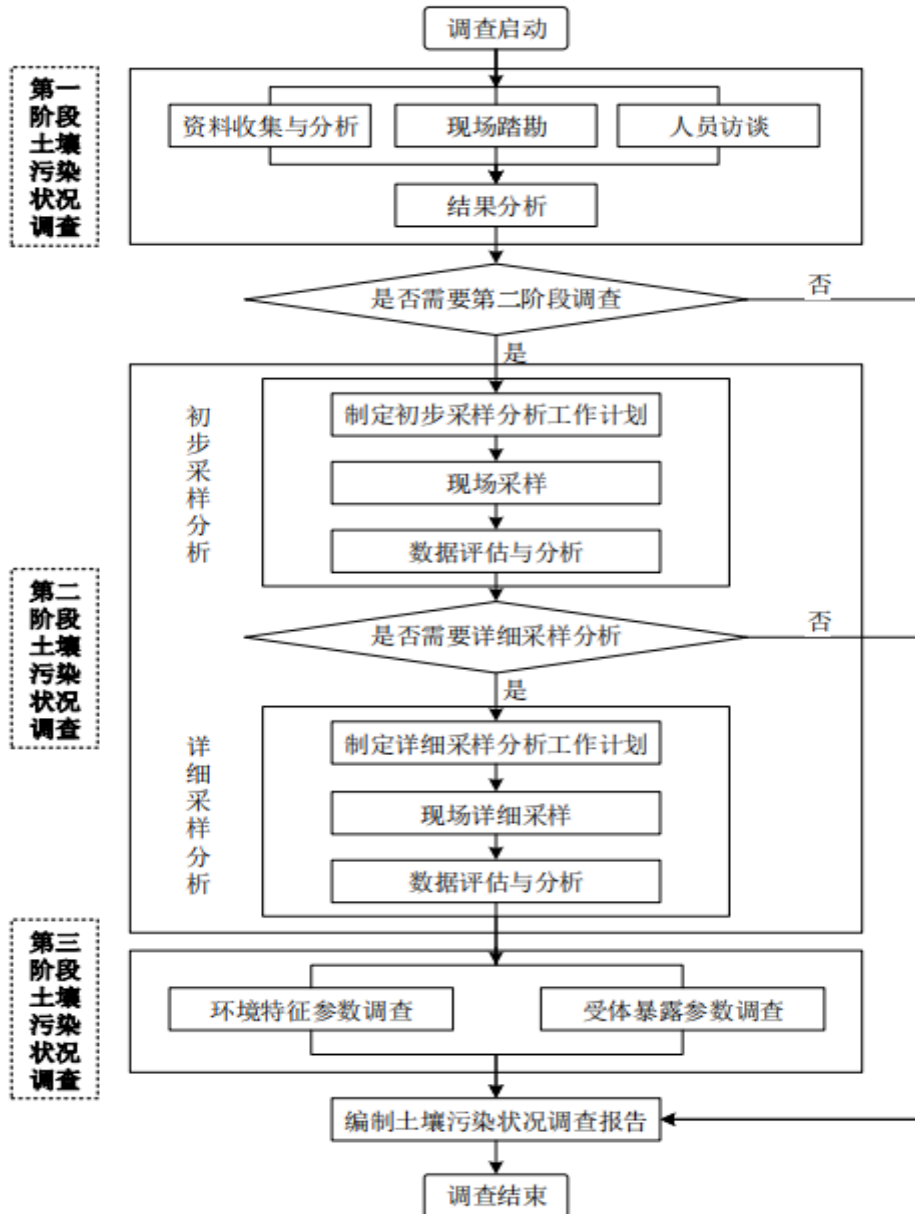 调查启动
第一
阶段
土壤
污染
状况
调查
资料收集与分析
现场踏勘
人员访谈
结果分析
是否需要第二阶段调查
否
是
第二
阶段
土壤
污染
状况
调查
初
步
采
样
分
析
制定初步采样分析工作计划
现场采样
数据评估与分析
是否需要详细采样分析
否
是
详
细
采
样
分
析
制定详细采样分析工作计划
现场详细采样
数据评估与分析
第三
阶段
土壤
污染
状况
调查
环境特征参数调查
受体暴露参数调查
编制土壤污染状况调查报告
调查结束